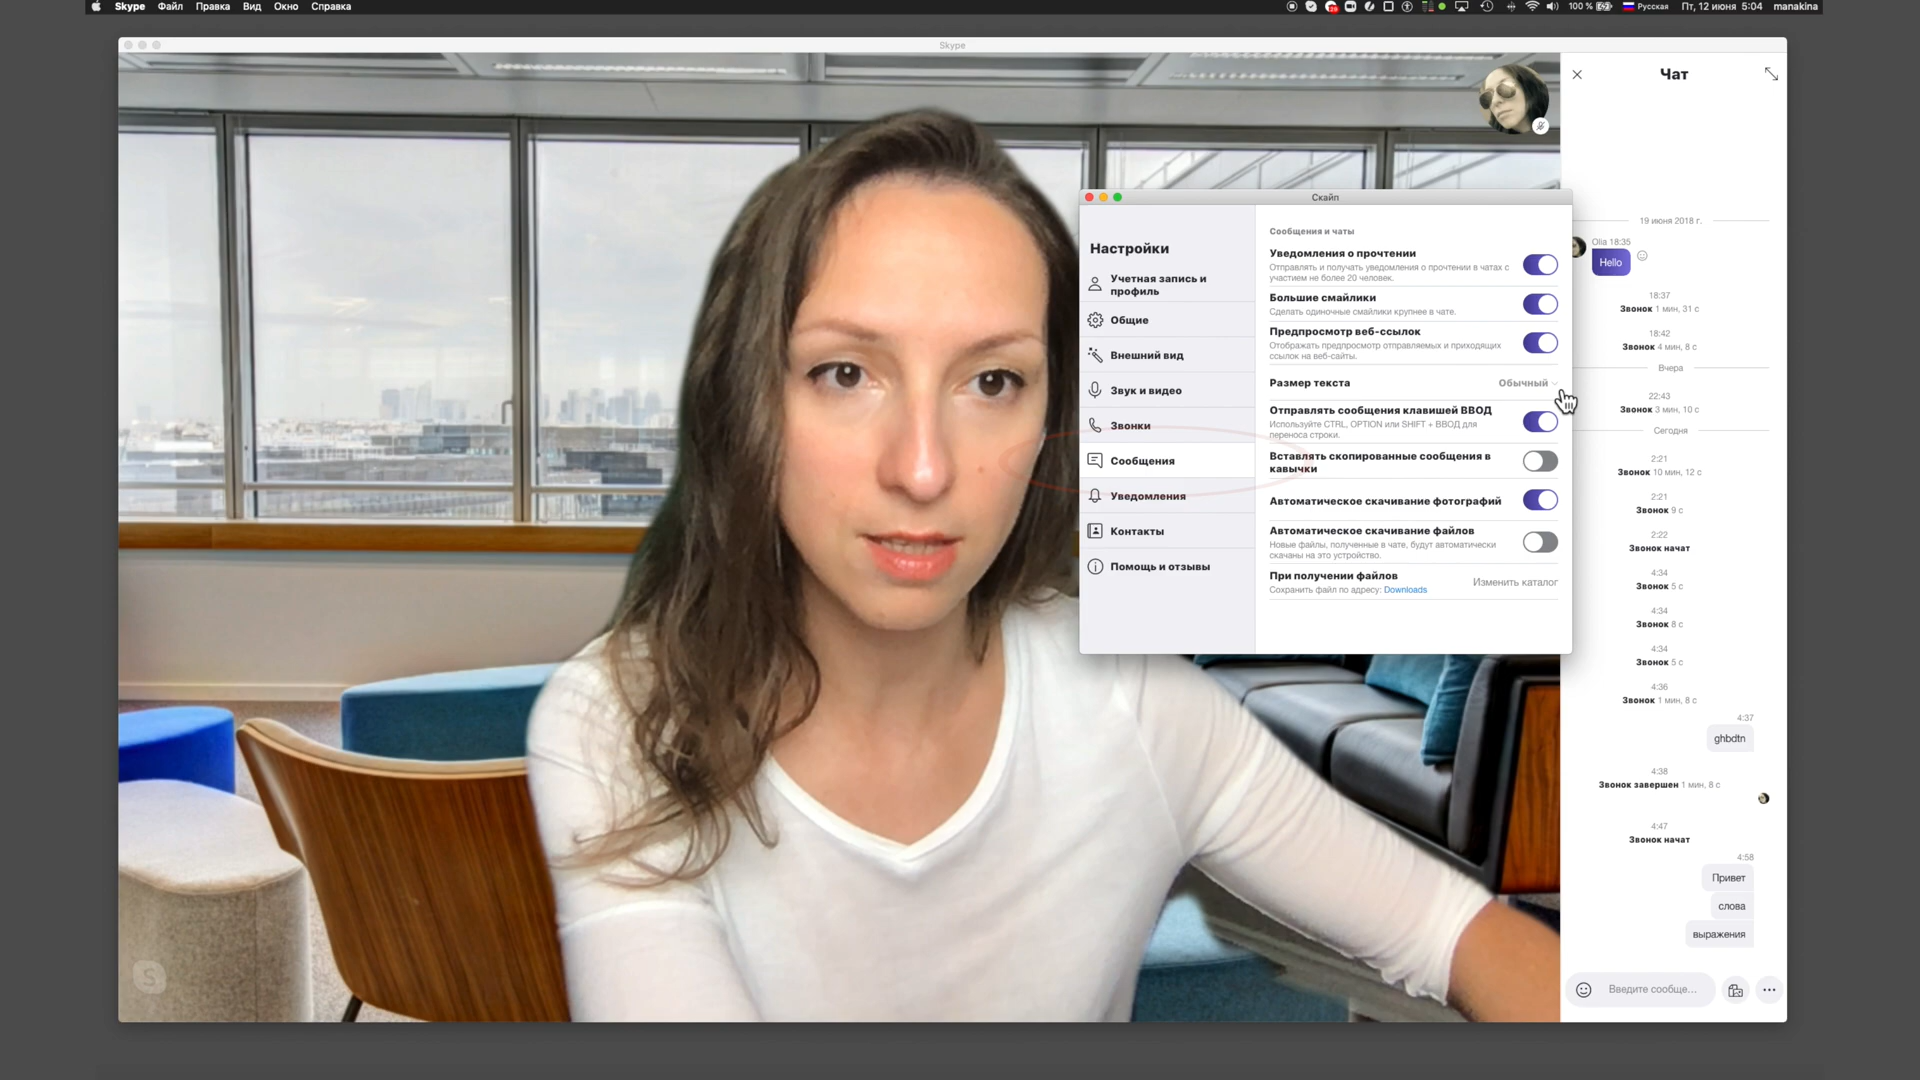 Skype Файл Правка Вид Окно Справка
29
100 %
Русская
Пт, 12 июня 5:04 manakina
Skype
Скайп
Настройки
Учетная запись и
профиль
Общие
Внешний вид
Звук и видео
Звонки
Сообщения
Уведомления
Контакты
Помощь и отзывы
Сообщения и чаты
Уведомления о прочтении
Отправлять и получать уведомления о прочтении в чатах с
участием не более 20 человек.
Большие смайлики
Сделать одиночные смайлики крупнее в чате.
Предпросмотр веб-ссылок
Отображать предпросмотр отправляемых и приходящих
ссылок на веб-сайты.
Размер текста
Обычный
Отправлять сообщения клавишей ВВОД
Используйте CTRL, OPTION или SHIFT + ВВОД для
переноса строки.
Вставлять скопированные сообщения в
кавычки
Автоматическое скачивание фотографий
Автоматическое скачивание файлов
Новые файлы, полученные в чате, будут автоматически
скачаны на это устройство.
При получении файлов
Сохранить файл по адресу: Downloads
Изменить каталог
Чат
19 июня 2018 г.
Olia 18:35
Hello
18:37
Звонок 1 мин, 31 с
18:42
Звонок 4 мин, 8 с
Вчера
22:43
Звонок 3 мин, 10 с
Сегодня
2:21
Звонок 10 мин, 12 с
2:21
Звонок 9 с
2:22
Звонок начат
4:34
Звонок 5 с
4:34
Звонок 8 с
4:34
Звонок 5 с
4:36
Звонок 1 мин, 8 с
4:37
ghbdtn
4:38
Звонок завершен 1 мин, 8 с
4:47
Звонок начат
4:58
Привет
слова
выражения
Введите сообще...